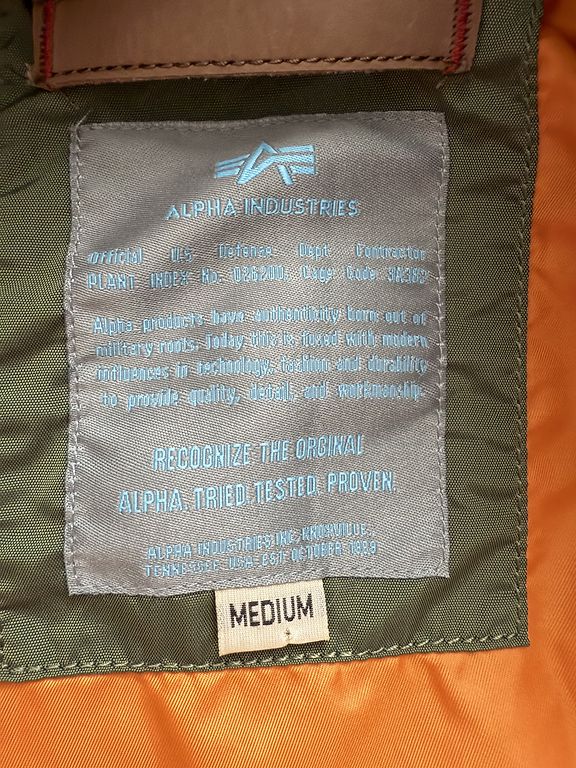 ALPHA INDUSTRIES
Official U.S Defense Dept Contractor
PLANT INDEX No. 026200. Cage Code 3A383
Alpha products have authenticity born out of
military roots. Today this is fused with modern
influences in technology, fashion and durability
to provide quality, detail, and workmanship.
RECOGNIZE THE ORGINAL
ALPHA. TRIED. TESTED. PROVEN
ALPHA INDUSTRIES INC. KNOXVILLE.
TENNESSEE. USA EST OCTOBER, 1959
MEDIUM